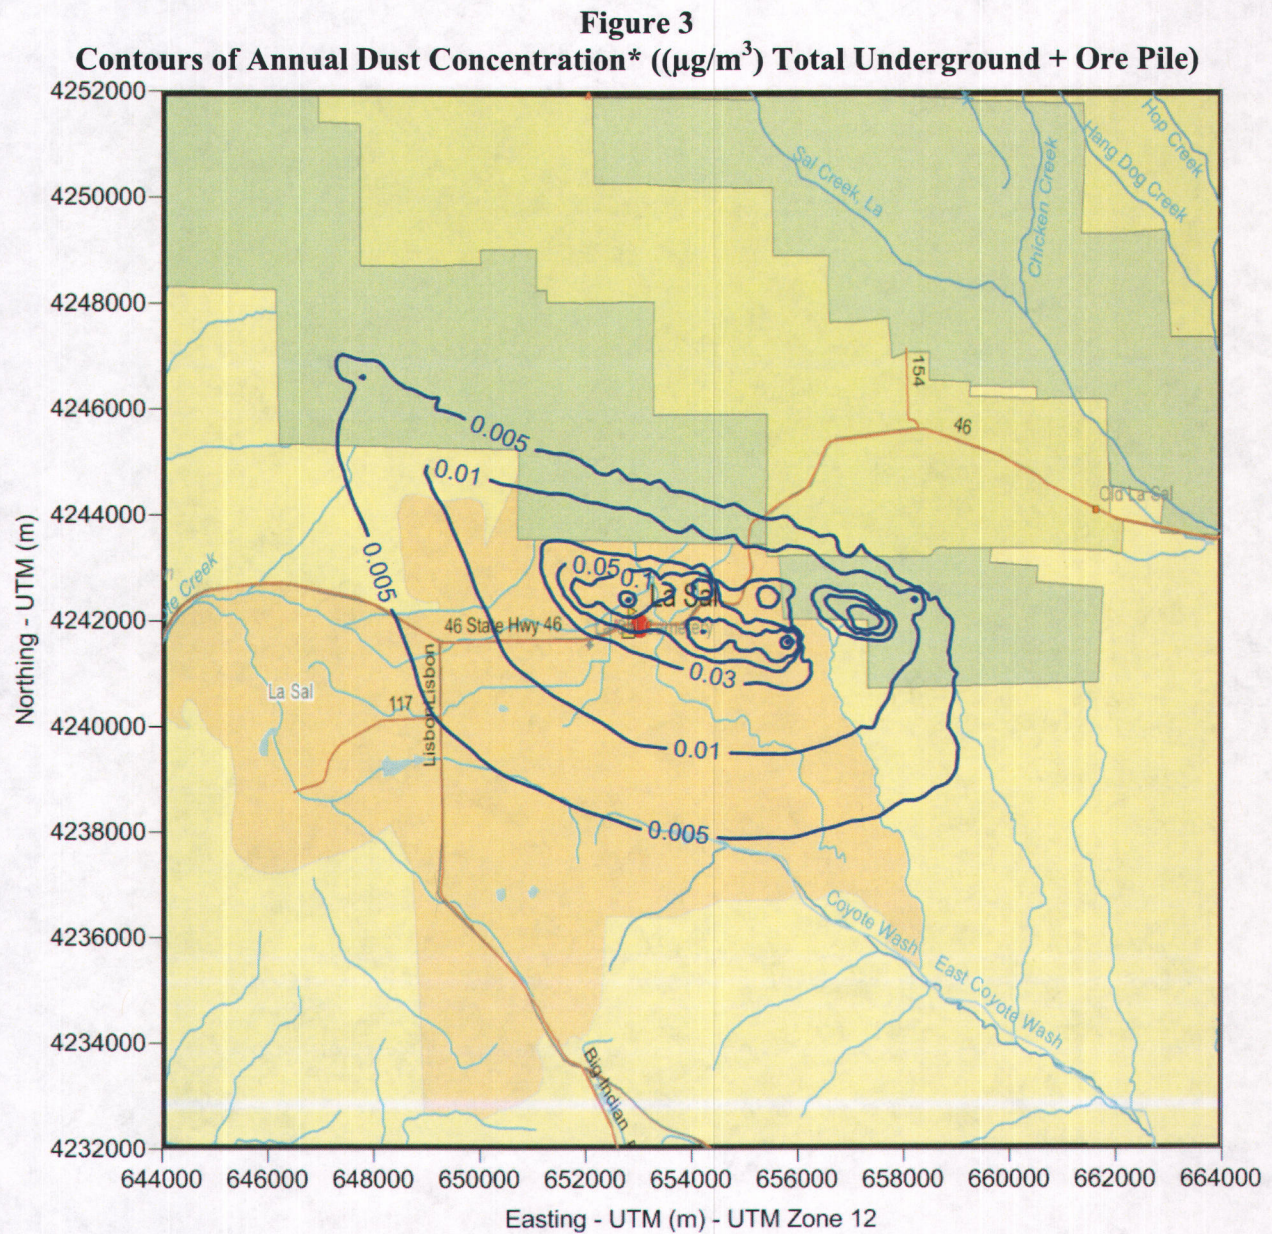 Figure 3
Contours of Annual Dust Concentration* ((µg/m³) Total Underground + Ore Pile)
4252000
4250000
4248000
4246000
4244000
4242000
4240000
4238000
4236000
4234000
4232000
Northing - UTM (m)
Sal Creek, La
Chicken Creek
Hang Dog Creek
Hop Creek
154
46
Old La Sal
0.005
0.01
0.005
0.05
0.1
La Sal
46 State Hwy 46
0.03
Creek
La Sal
117
Lisbon
Lisbon
0.01
0.005
Coyote Wash
East Coyote Wash
Big Indian
644000 646000 648000 650000 652000 654000 656000 658000 660000 662000 664000
Easting - UTM (m) - UTM Zone 12